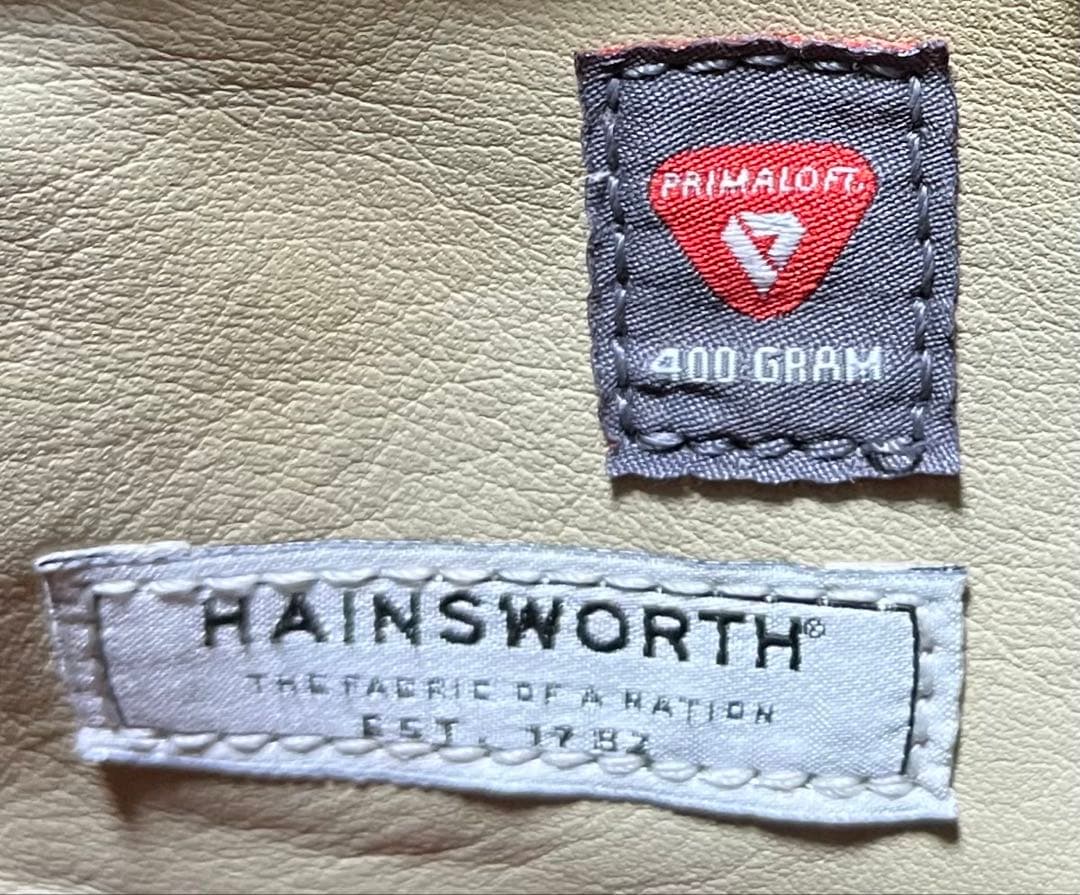 PRIMALOFT
400 GRAM
HAINSWORTH®
THE FABRIC OF A NATION
EST. 1783